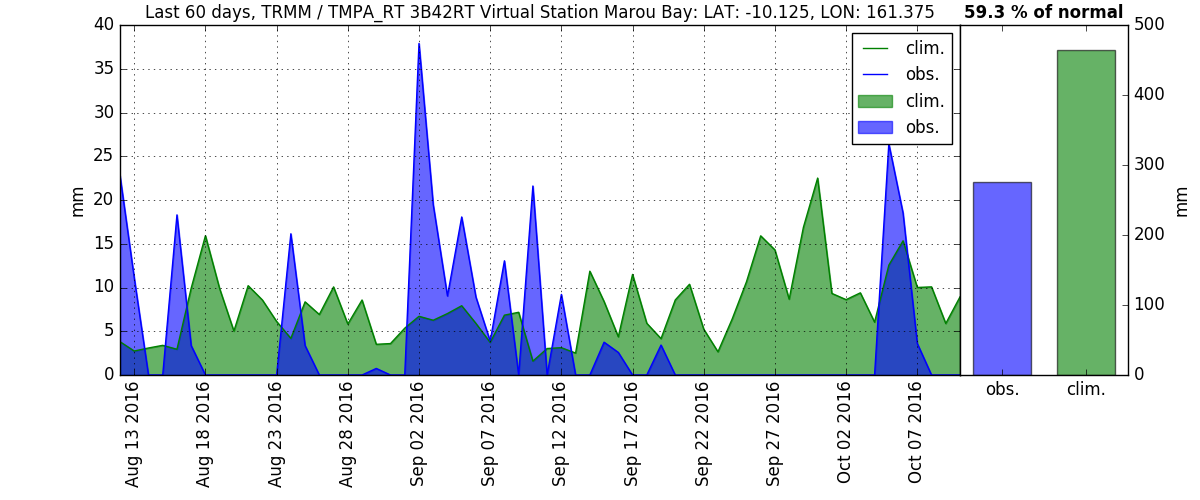 Last 60 days, TRMM / TMPA_RT 3B42RT Virtual Station Marou Bay: LAT: -10.125, LON: 161.375
59.3 % of normal
40
35
30
25
20
15
10
5
0
mm
clim.
obs.
clim.
obs.
500
400
300
200
100
0
mm
Aug 13 2016
Aug 18 2016
Aug 23 2016
Aug 28 2016
Sep 02 2016
Sep 07 2016
Sep 12 2016
Sep 17 2016
Sep 22 2016
Sep 27 2016
Oct 02 2016
Oct 07 2016
obs.
clim.